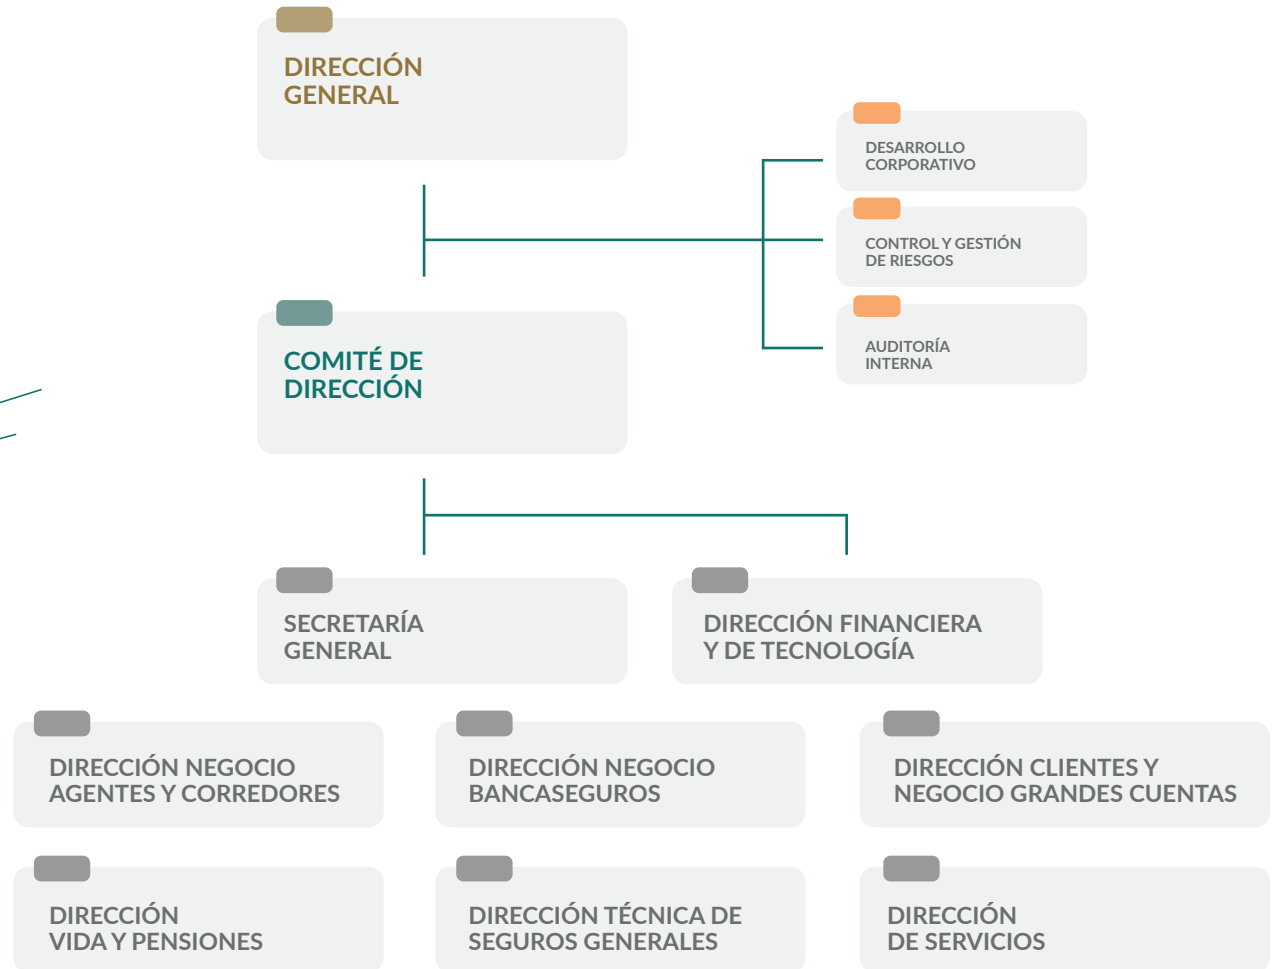 DIRECCIÓN
GENERAL
DESARROLLO
CORPORATIVO
CONTROL Y GESTIÓN
DE RIESGOS
AUDITORÍA
INTERNA
COMITÉ DE
DIRECCIÓN
SECRETARÍA
GENERAL
DIRECCIÓN FINANCIERA
Y DE TECNOLOGÍA
DIRECCIÓN NEGOCIO
AGENTES Y CORREDORES
DIRECCIÓN NEGOCIO
BANCASEGUROS
DIRECCIÓN CLIENTES Y
NEGOCIO GRANDES CUENTAS
DIRECCIÓN
VIDA Y PENSIONES
DIRECCIÓN TÉCNICA DE
SEGUROS GENERALES
DIRECCIÓN
DE SERVICIOS